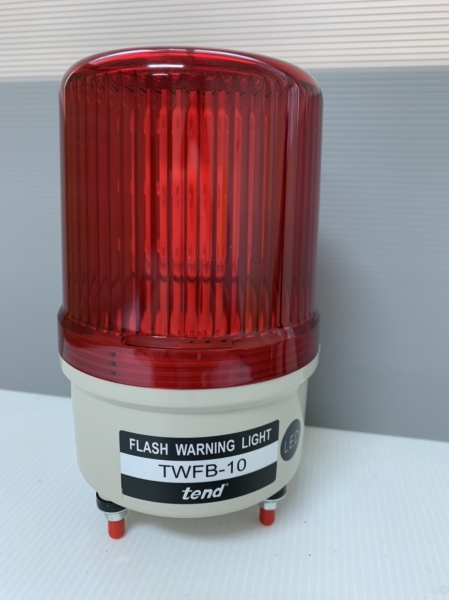 FLASH WARNING LIGHT
LED
TWFB-10
tend®